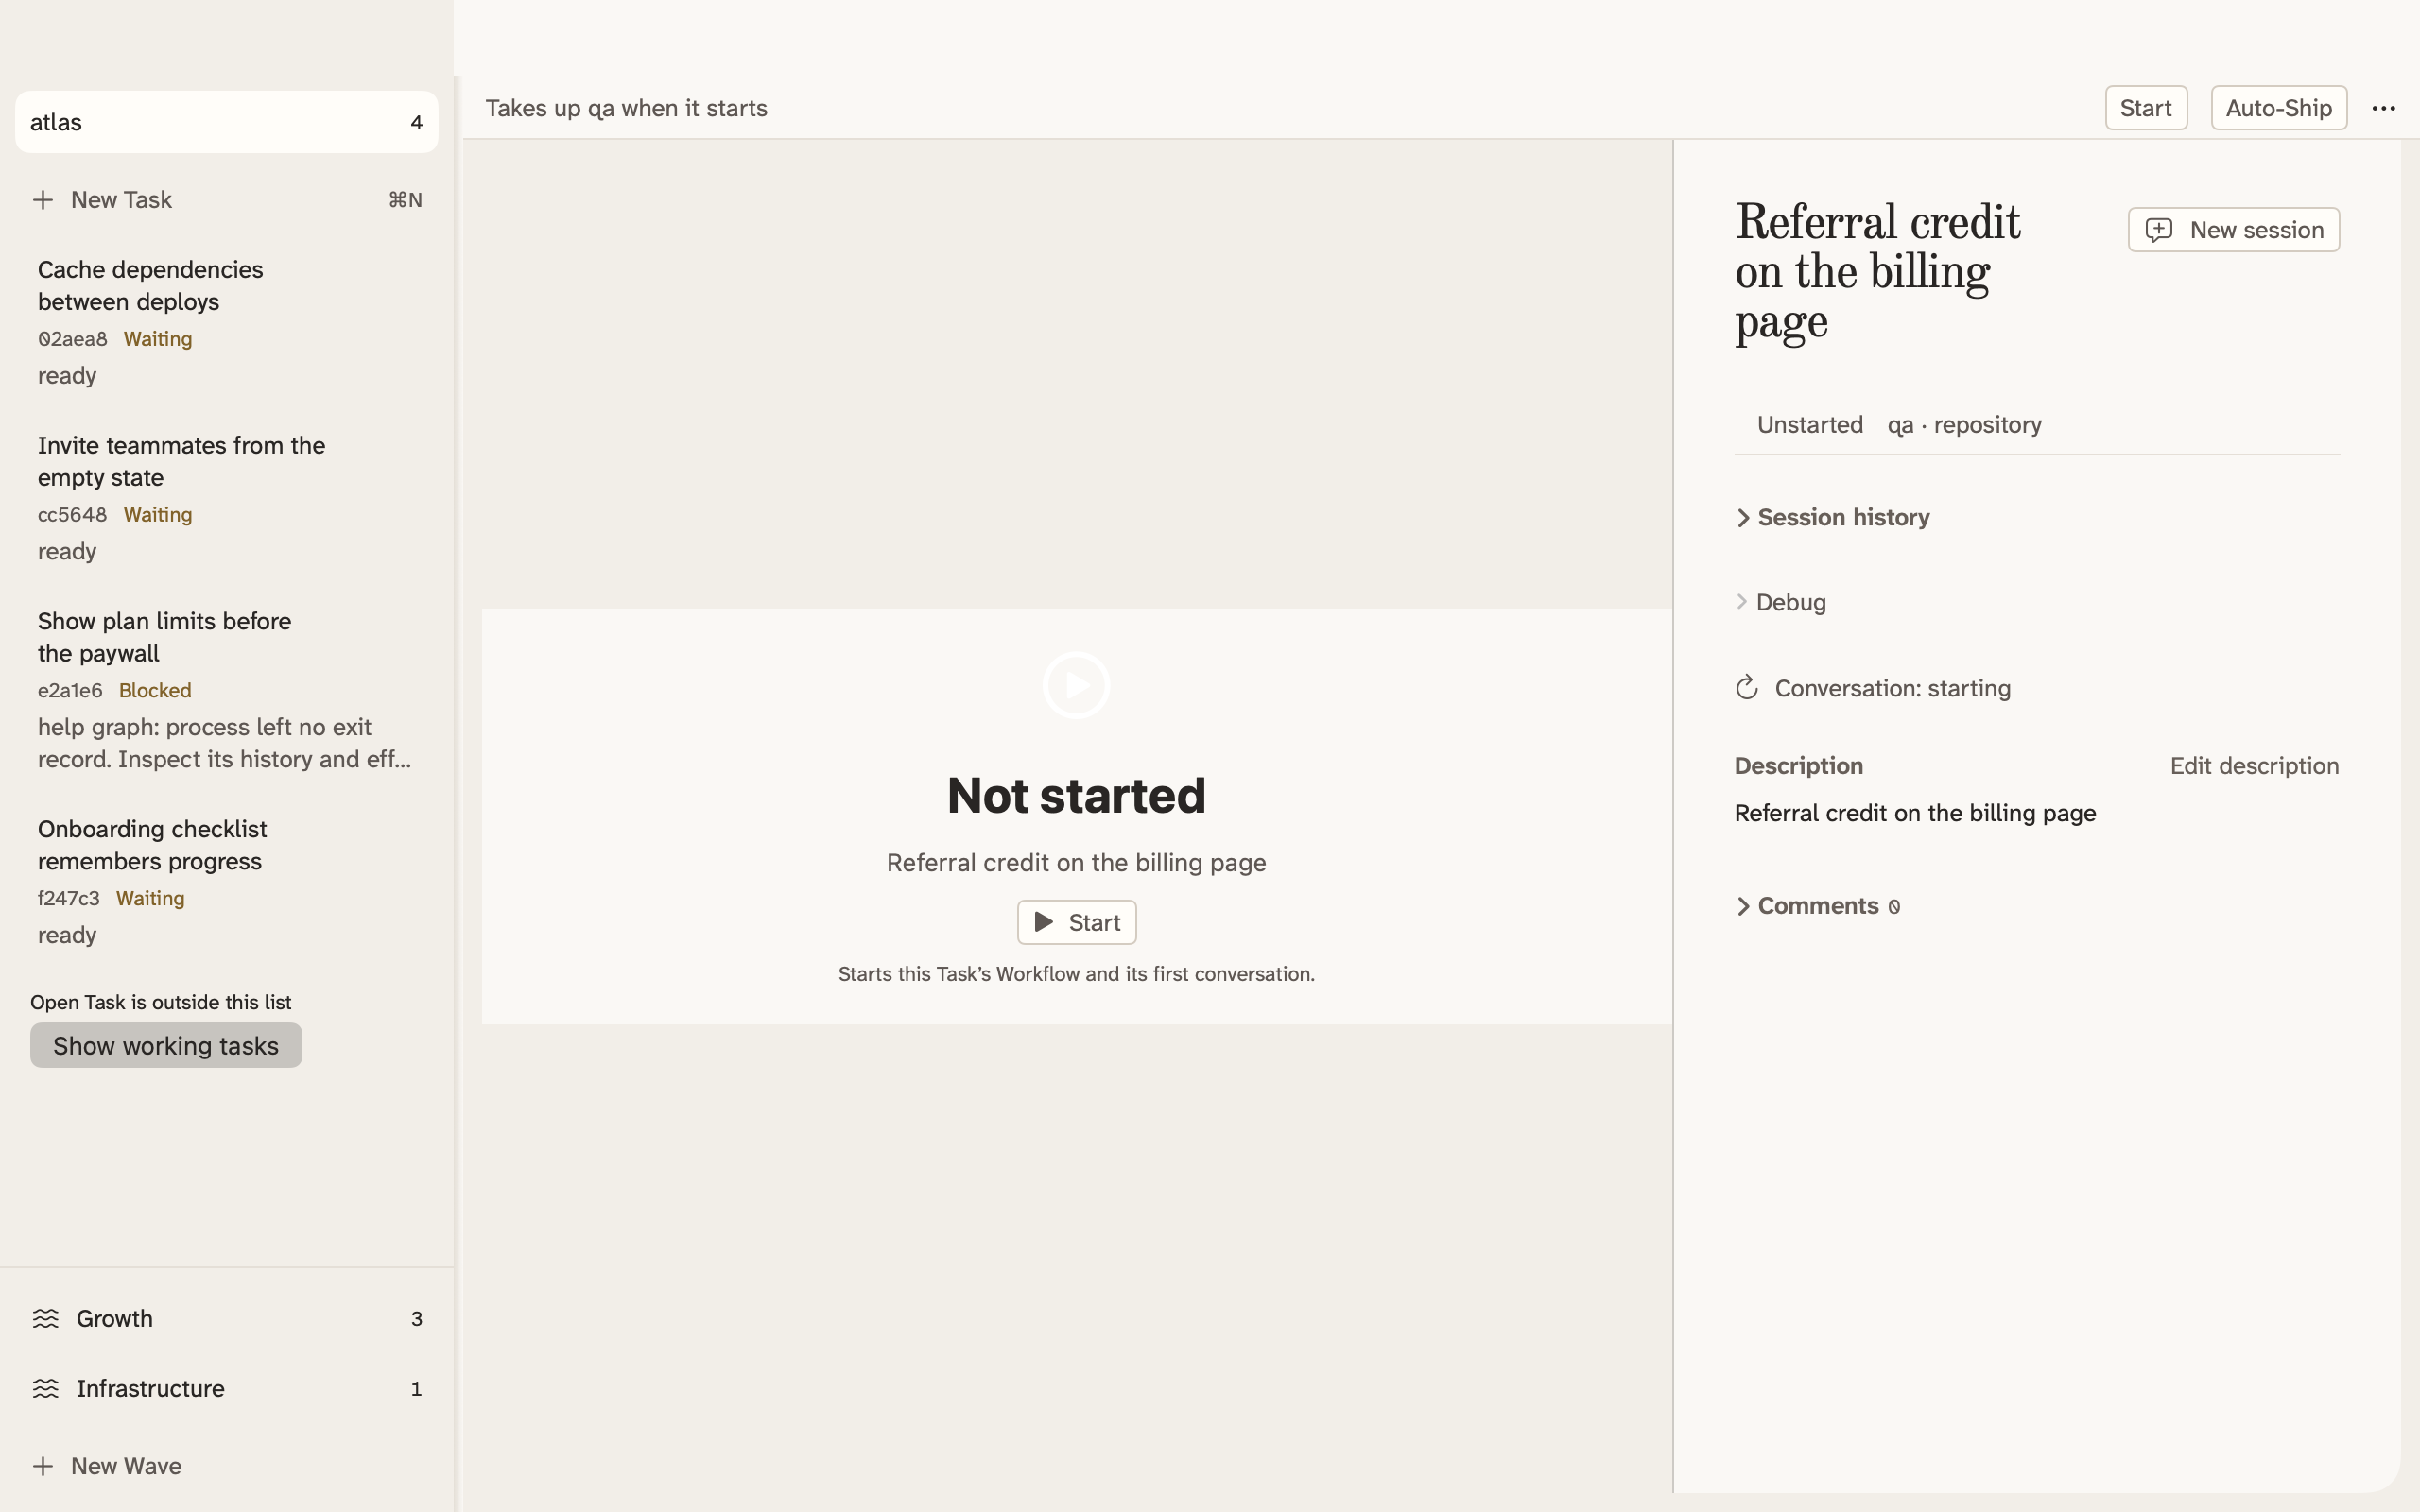 atlas 4
New Task ⌘N
Cache dependencies
between deploys
02aea8 Waiting
ready
Invite teammates from the
empty state
cc5648 Waiting
ready
Show plan limits before
the paywall
e2a1e6 Blocked
help graph: process left no exit
record. Inspect its history and eff...
Onboarding checklist
remembers progress
f247c3 Waiting
ready
Open Task is outside this list
Show working tasks
Growth 3
Infrastructure 1
New Wave
Takes up qa when it starts
Start
Auto-Ship
Not started
Referral credit on the billing page
Start
Starts this Task’s Workflow and its first conversation.
Referral credit
on the billing
page
New session
Unstarted qa · repository
Session history
Debug
Conversation: starting
Description Edit description
Referral credit on the billing page
Comments 0